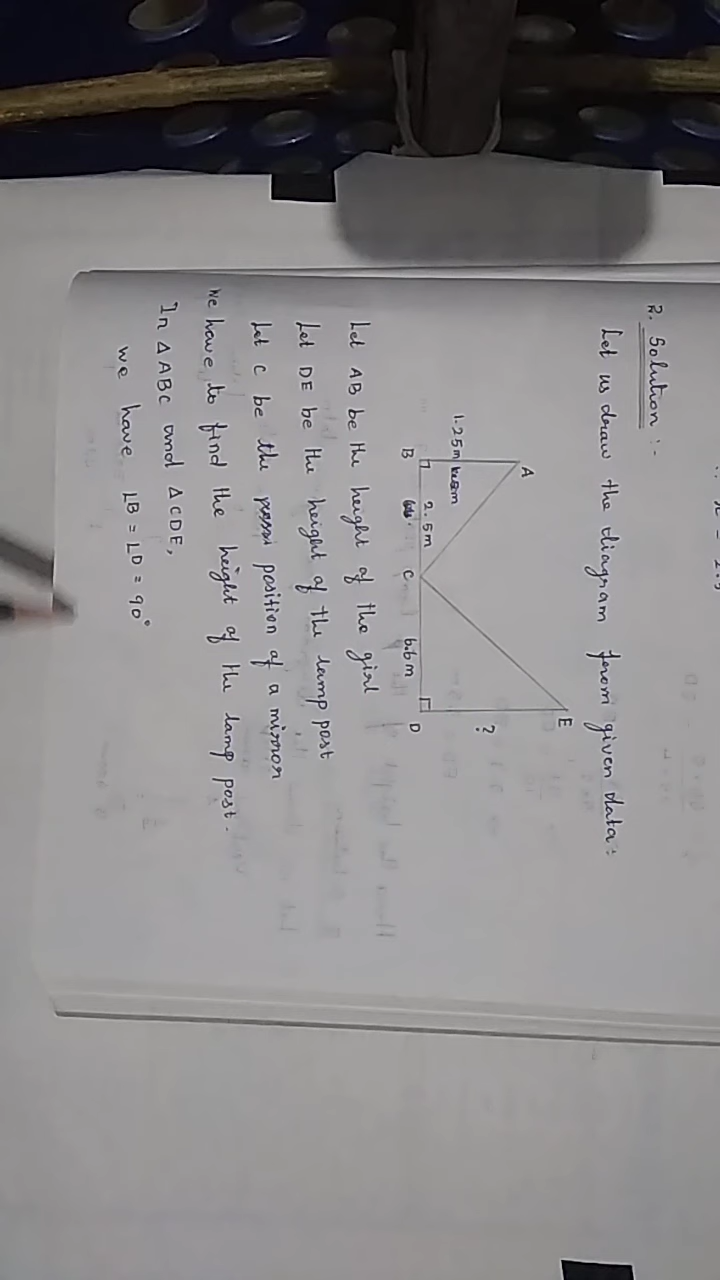 R. Solution :-
Let us draw the diagram from given data:
A
E
1.25m
?
B
2.5m
C
6.6m
D
Let AB be the height of the girl
Let DE be the height of the lamp post
Let C be the position of a mirror
We have to find the height of the lamp post.
In ΔABC and ΔCDE,
we have ∠B = ∠D = 90°